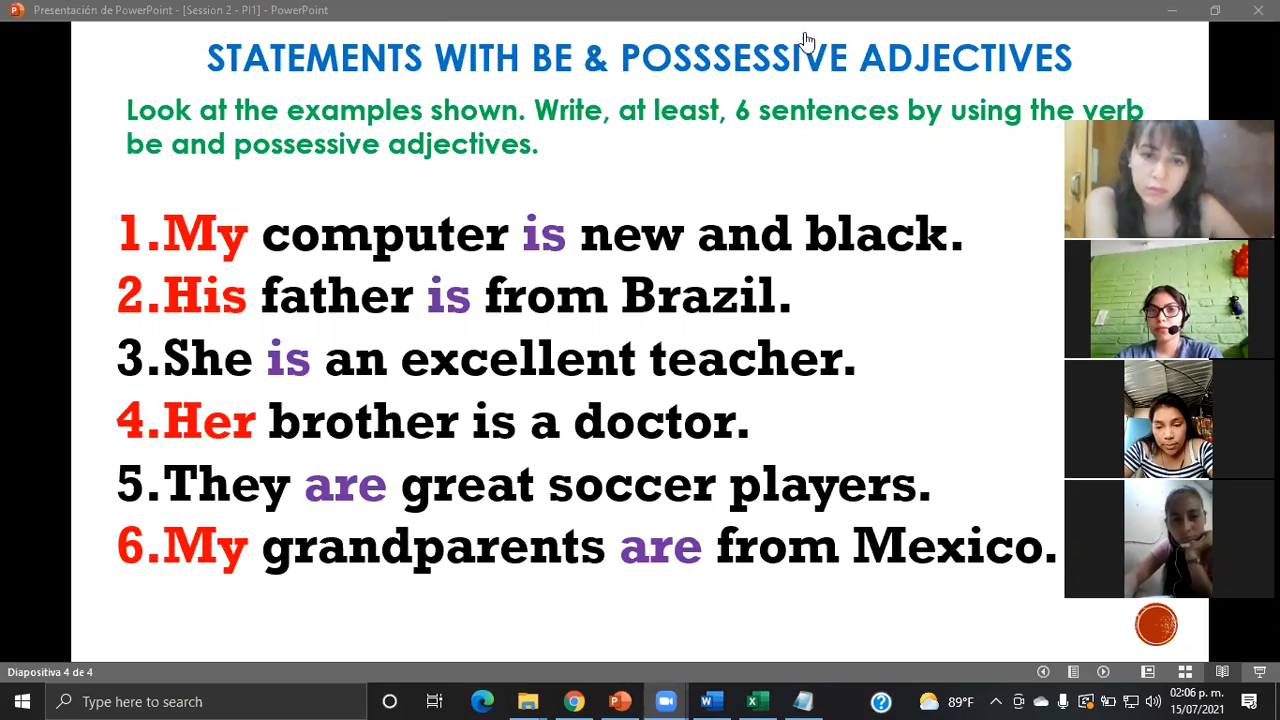 Presentación de PowerPoint - [Session 2 - PI1] - PowerPoint
STATEMENTS WITH BE & POSSSESSIVE ADJECTIVES
Look at the examples shown. Write, at least, 6 sentences by using the verb
be and possessive adjectives.
1.My computer is new and black.
2.His father is from Brazil.
3.She is an excellent teacher.
4.Her brother is a doctor.
5.They are great soccer players.
6.My grandparents are from Mexico.
Diapositiva 4 de 4
Type here to search
89°F
02:06 p. m.
15/07/2021